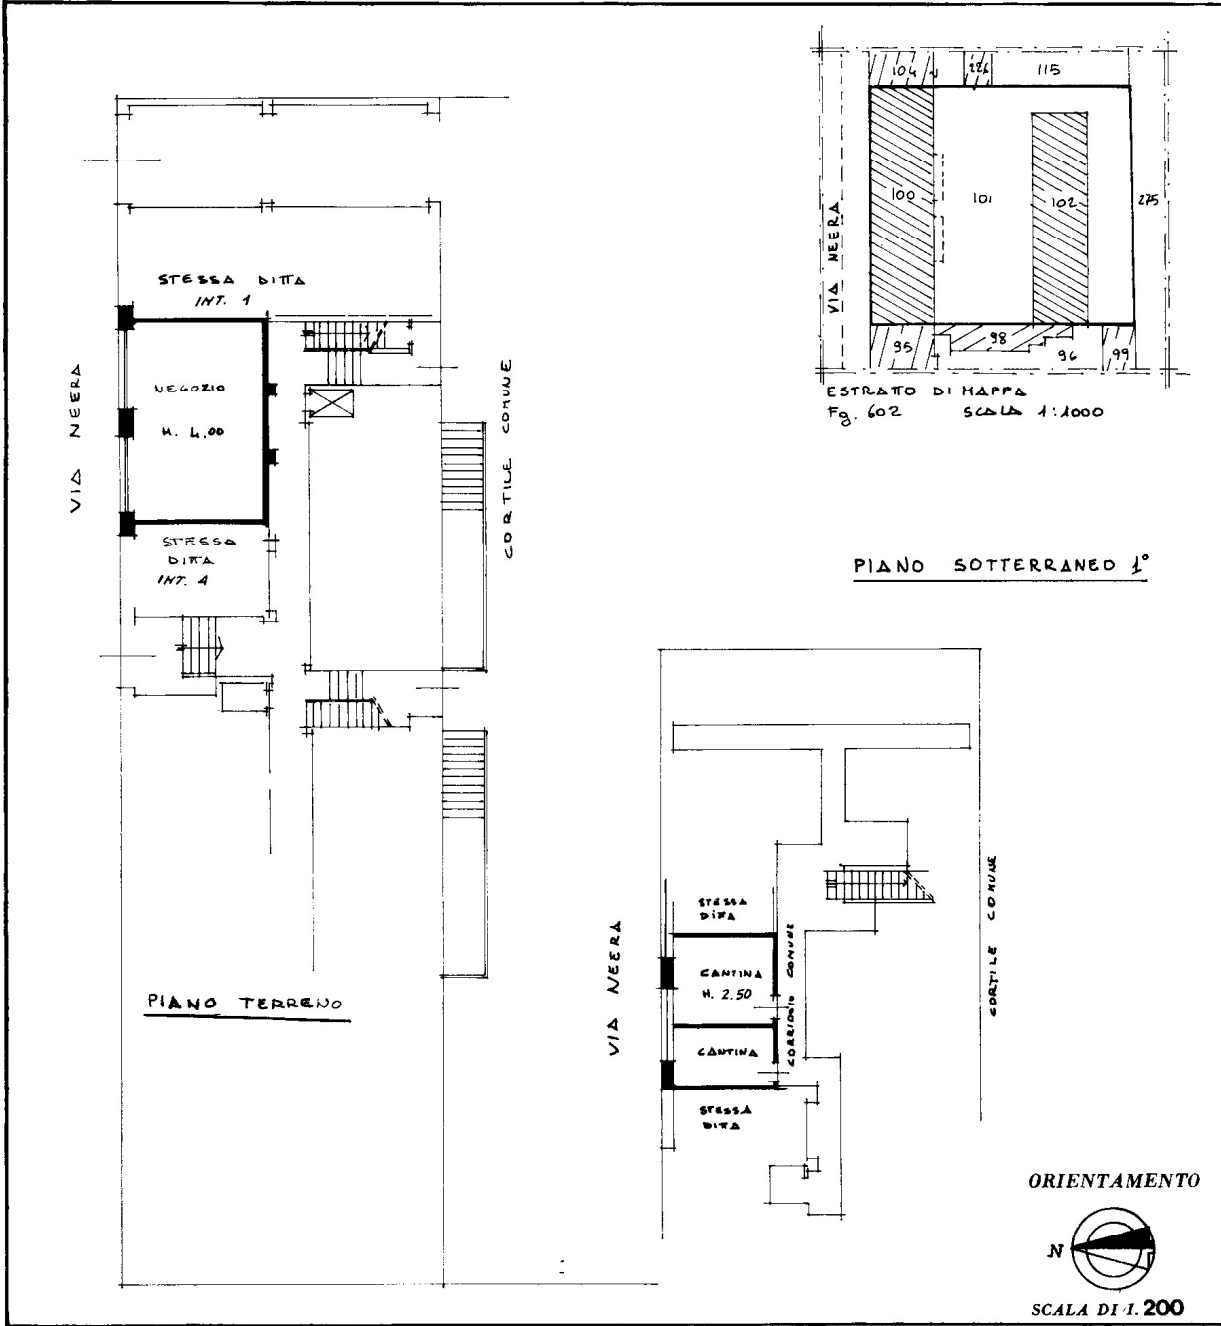 104
226
115
100
101
102
275
VIA NEERA
95
98
96
99
ESTRATTO DI MAPPA
Fg. 602 SCALA 1:1000
STESSA DITTA
INT. 1
NEGOZIO
H. 4,00
VIA NEERA
CORTILE COMUNE
STESSA
DITTA
INT. 4
PIANO TERRENO
PIANO SOTTERRANEO 1°
STESSA
DITTA
CANTINA
H. 2.50
CANTINA
CORRIDOIO COMUNE
VIA NEERA
CORTILE COMUNE
STESSA
DITTA
ORIENTAMENTO
N
SCALA DI 1. 200